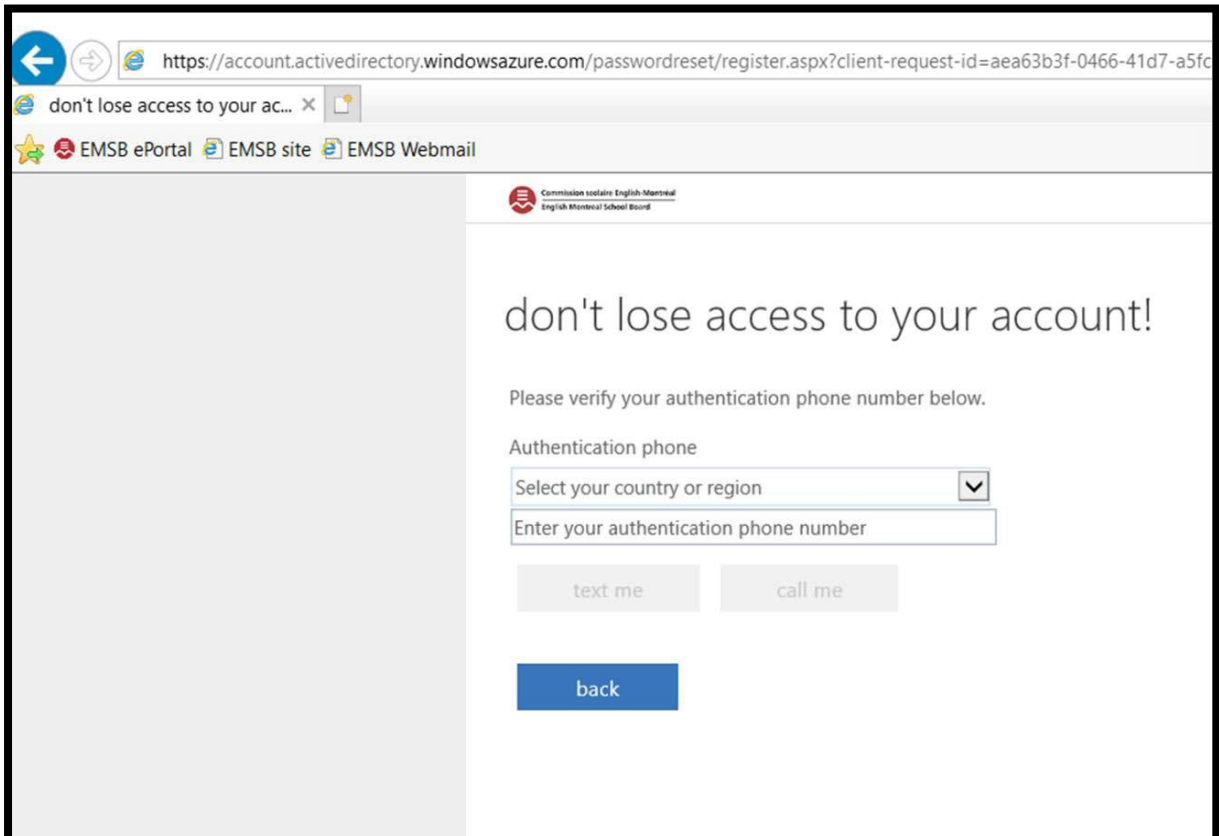 https://account.activedirectory.windowsazure.com/passwordreset/register.aspx?client-request-id=aea63b3f-0466-41d7-a5fc
don't lose access to your ac...
EMSB ePortal EMSB site EMSB Webmail
Commission scolaire English-Montréal
English Montreal School Board
don't lose access to your account!
Please verify your authentication phone number below.
Authentication phone
Select your country or region
Enter your authentication phone number
text me call me
back